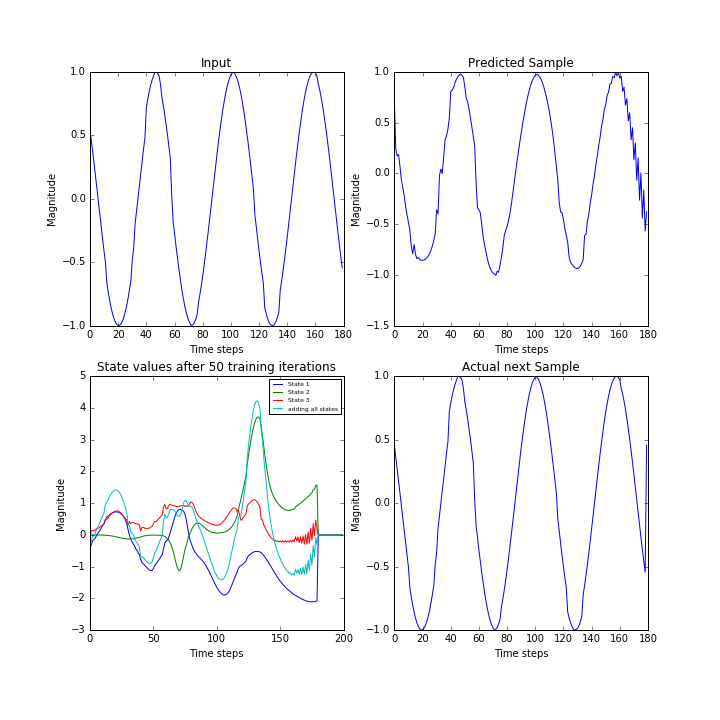 Input
Magnitude
1.0
0.5
0.0
−0.5
−1.0
0 20 40 60 80 100 120 140 160 180
Time steps
Predicted Sample
Magnitude
1.0
0.5
0.0
−0.5
−1.0
−1.5
0 20 40 60 80 100 120 140 160 180
Time steps
State values after 50 training iterations
Magnitude
5
4
3
2
1
0
−1
−2
−3
0 50 100 150 200
Time steps
State 1
State 2
State 3
adding all states
Actual next Sample
Magnitude
1.0
0.5
0.0
−0.5
−1.0
0 20 40 60 80 100 120 140 160 180
Time steps